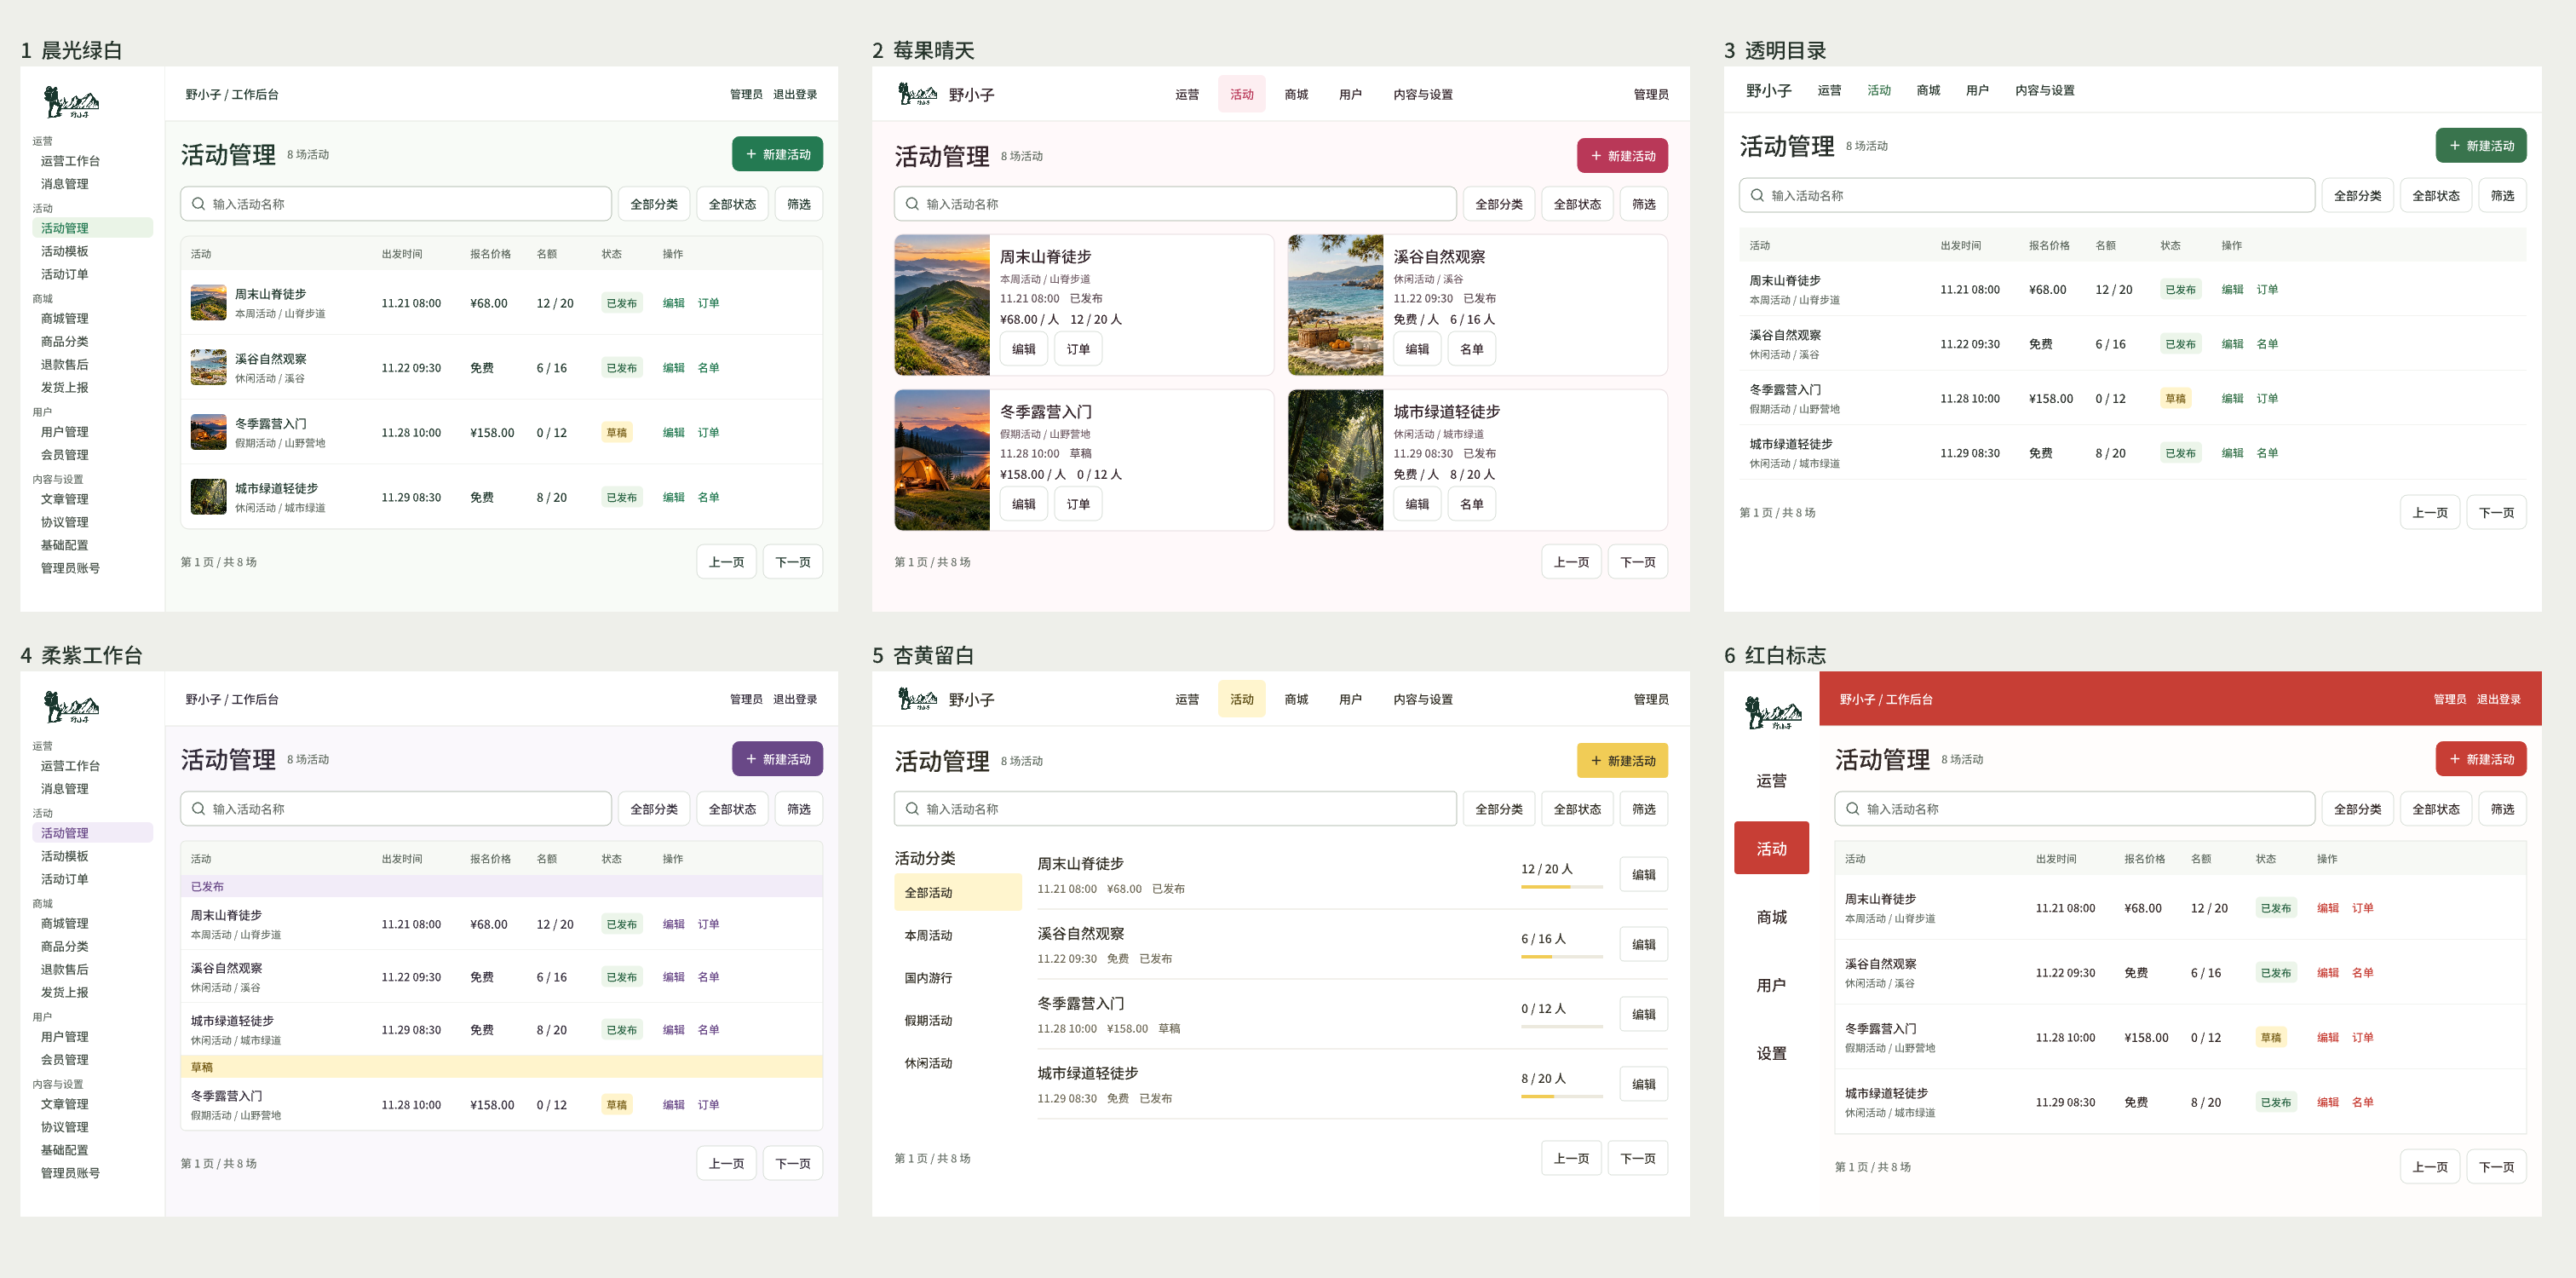 1 晨光绿白
野小子
运营
运营工作台
消息管理
活动
活动管理
活动模板
活动订单
商城
商城管理
商品分类
退款售后
发货上报
用户
用户管理
会员管理
内容与设置
文章管理
协议管理
基础配置
管理员账号
野小子 / 工作后台 管理员 退出登录
活动管理 8 场活动 + 新建活动
输入活动名称 全部分类 全部状态 筛选
活动 出发时间 报名价格 名额 状态 操作
周末山脊徒步
本周活动 / 山脊步道
11.21 08:00 ¥68.00 12 / 20 已发布 编辑 订单
溪谷自然观察
休闲活动 / 溪谷
11.22 09:30 免费 6 / 16 已发布 编辑 名单
冬季露营入门
假期活动 / 山野营地
11.28 10:00 ¥158.00 0 / 12 草稿 编辑 订单
城市绿道轻徒步
休闲活动 / 城市绿道
11.29 08:30 免费 8 / 20 已发布 编辑 名单
第 1 页 / 共 8 场 上一页 下一页
2 莓果晴天
野小子 运营 活动 商城 用户 内容与设置 管理员
活动管理 8 场活动 + 新建活动
输入活动名称 全部分类 全部状态 筛选
周末山脊徒步
本周活动 / 山脊步道
11.21 08:00 已发布
¥68.00 / 人 12 / 20 人
编辑 订单
溪谷自然观察
休闲活动 / 溪谷
11.22 09:30 已发布
免费 / 人 6 / 16 人
编辑 名单
冬季露营入门
假期活动 / 山野营地
11.28 10:00 草稿
¥158.00 / 人 0 / 12 人
编辑 订单
城市绿道轻徒步
休闲活动 / 城市绿道
11.29 08:30 已发布
免费 / 人 8 / 20 人
编辑 名单
第 1 页 / 共 8 场 上一页 下一页
3 透明目录
野小子 运营 活动 商城 用户 内容与设置
活动管理 8 场活动 + 新建活动
输入活动名称 全部分类 全部状态 筛选
活动 出发时间 报名价格 名额 状态 操作
周末山脊徒步
本周活动 / 山脊步道
11.21 08:00 ¥68.00 12 / 20 已发布 编辑 订单
溪谷自然观察
休闲活动 / 溪谷
11.22 09:30 免费 6 / 16 已发布 编辑 名单
冬季露营入门
假期活动 / 山野营地
11.28 10:00 ¥158.00 0 / 12 草稿 编辑 订单
城市绿道轻徒步
休闲活动 / 城市绿道
11.29 08:30 免费 8 / 20 已发布 编辑 名单
第 1 页 / 共 8 场 上一页 下一页
4 柔紫工作台
野小子
运营
运营工作台
消息管理
活动
活动管理
活动模板
活动订单
商城
商城管理
商品分类
退款售后
发货上报
用户
用户管理
会员管理
内容与设置
文章管理
协议管理
基础配置
管理员账号
野小子 / 工作后台 管理员 退出登录
活动管理 8 场活动 + 新建活动
输入活动名称 全部分类 全部状态 筛选
活动 出发时间 报名价格 名额 状态 操作
已发布
周末山脊徒步
本周活动 / 山脊步道
11.21 08:00 ¥68.00 12 / 20 已发布 编辑 订单
溪谷自然观察
休闲活动 / 溪谷
11.22 09:30 免费 6 / 16 已发布 编辑 名单
城市绿道轻徒步
休闲活动 / 城市绿道
11.29 08:30 免费 8 / 20 已发布 编辑 名单
草稿
冬季露营入门
假期活动 / 山野营地
11.28 10:00 ¥158.00 0 / 12 草稿 编辑 订单
第 1 页 / 共 8 场 上一页 下一页
5 杏黄留白
野小子 运营 活动 商城 用户 内容与设置 管理员
活动管理 8 场活动 + 新建活动
输入活动名称 全部分类 全部状态 筛选
活动分类
全部活动
本周活动
国内游行
假期活动
休闲活动
周末山脊徒步
11.21 08:00 ¥68.00 已发布
12 / 20 人 编辑
溪谷自然观察
11.22 09:30 免费 已发布
6 / 16 人 编辑
冬季露营入门
11.28 10:00 ¥158.00 草稿
0 / 12 人 编辑
城市绿道轻徒步
11.29 08:30 免费 已发布
8 / 20 人 编辑
第 1 页 / 共 8 场 上一页 下一页
6 红白标志
野小子
运营
活动
商城
用户
设置
野小子 / 工作后台 管理员 退出登录
活动管理 8 场活动 + 新建活动
输入活动名称 全部分类 全部状态 筛选
活动 出发时间 报名价格 名额 状态 操作
周末山脊徒步
本周活动 / 山脊步道
11.21 08:00 ¥68.00 12 / 20 已发布 编辑 订单
溪谷自然观察
休闲活动 / 溪谷
11.22 09:30 免费 6 / 16 已发布 编辑 名单
冬季露营入门
假期活动 / 山野营地
11.28 10:00 ¥158.00 0 / 12 草稿 编辑 订单
城市绿道轻徒步
休闲活动 / 城市绿道
11.29 08:30 免费 8 / 20 已发布 编辑 名单
第 1 页 / 共 8 场 上一页 下一页